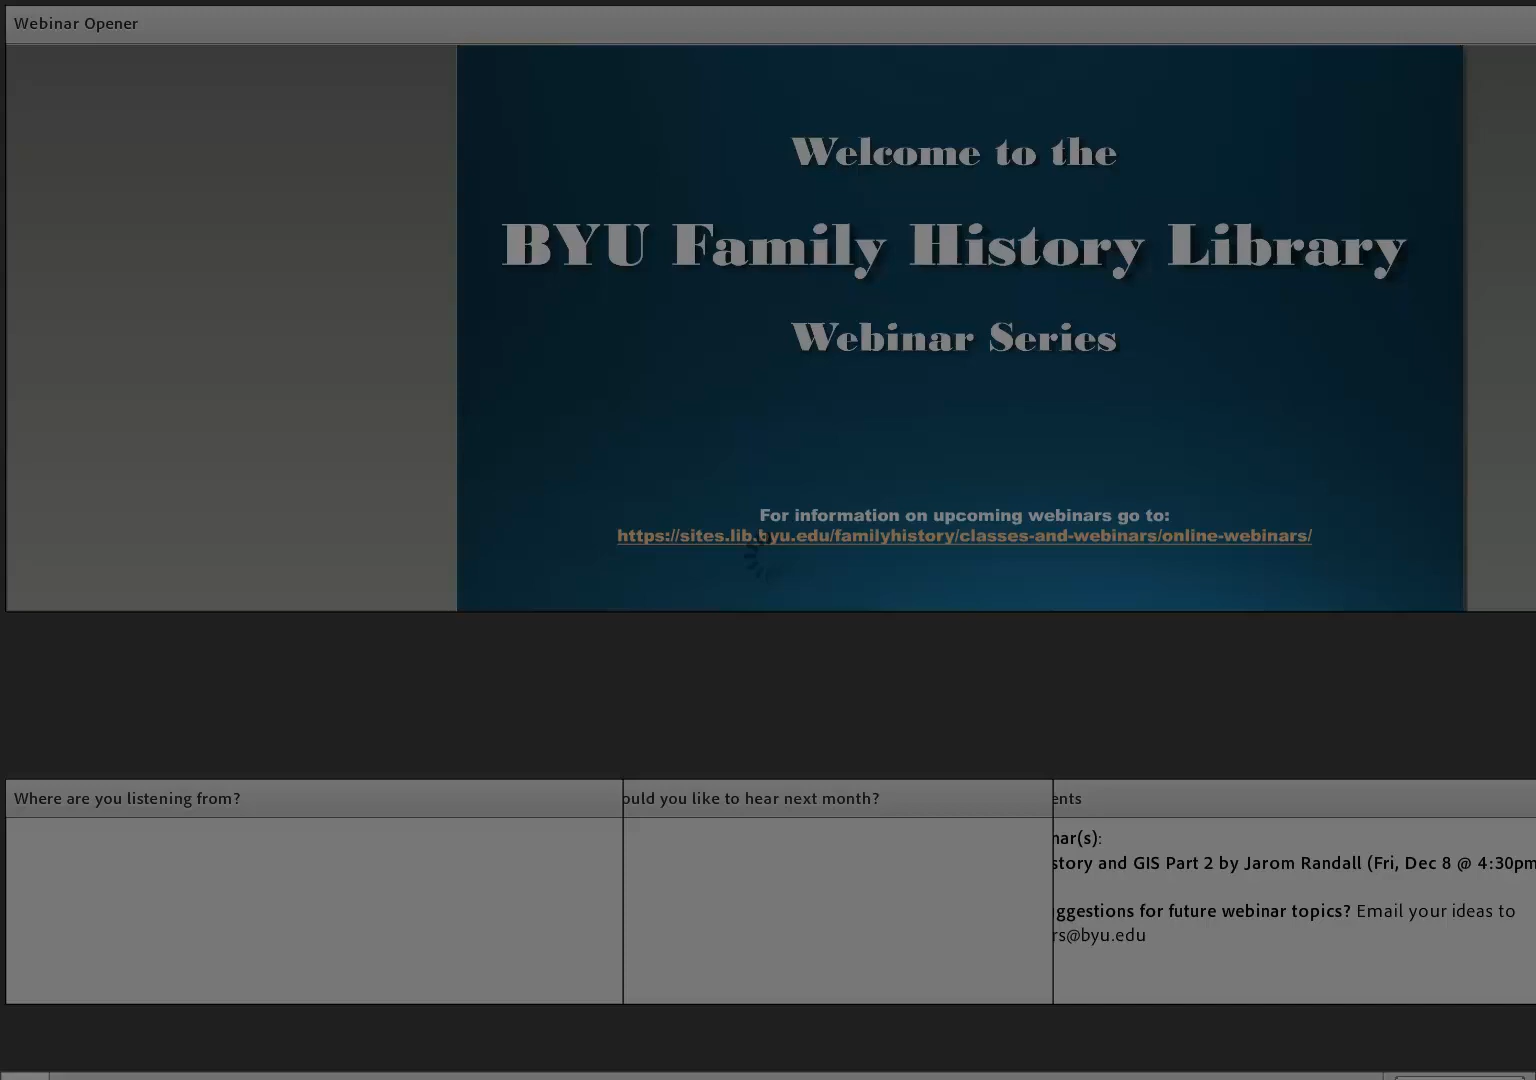 Webinar Opener
Welcome to the
BYU Family History Library
Webinar Series
For information on upcoming webinars go to:
https://sites.lib.byu.edu/familyhistory/classes-and-webinars/online-webinars/
Where are you listening from?
ould you like to hear next month?
ents
nar(s):
story and GIS Part 2 by Jarom Randall (Fri, Dec 8 @ 4:30pm
ggestions for future webinar topics? Email your ideas to
rs@byu.edu